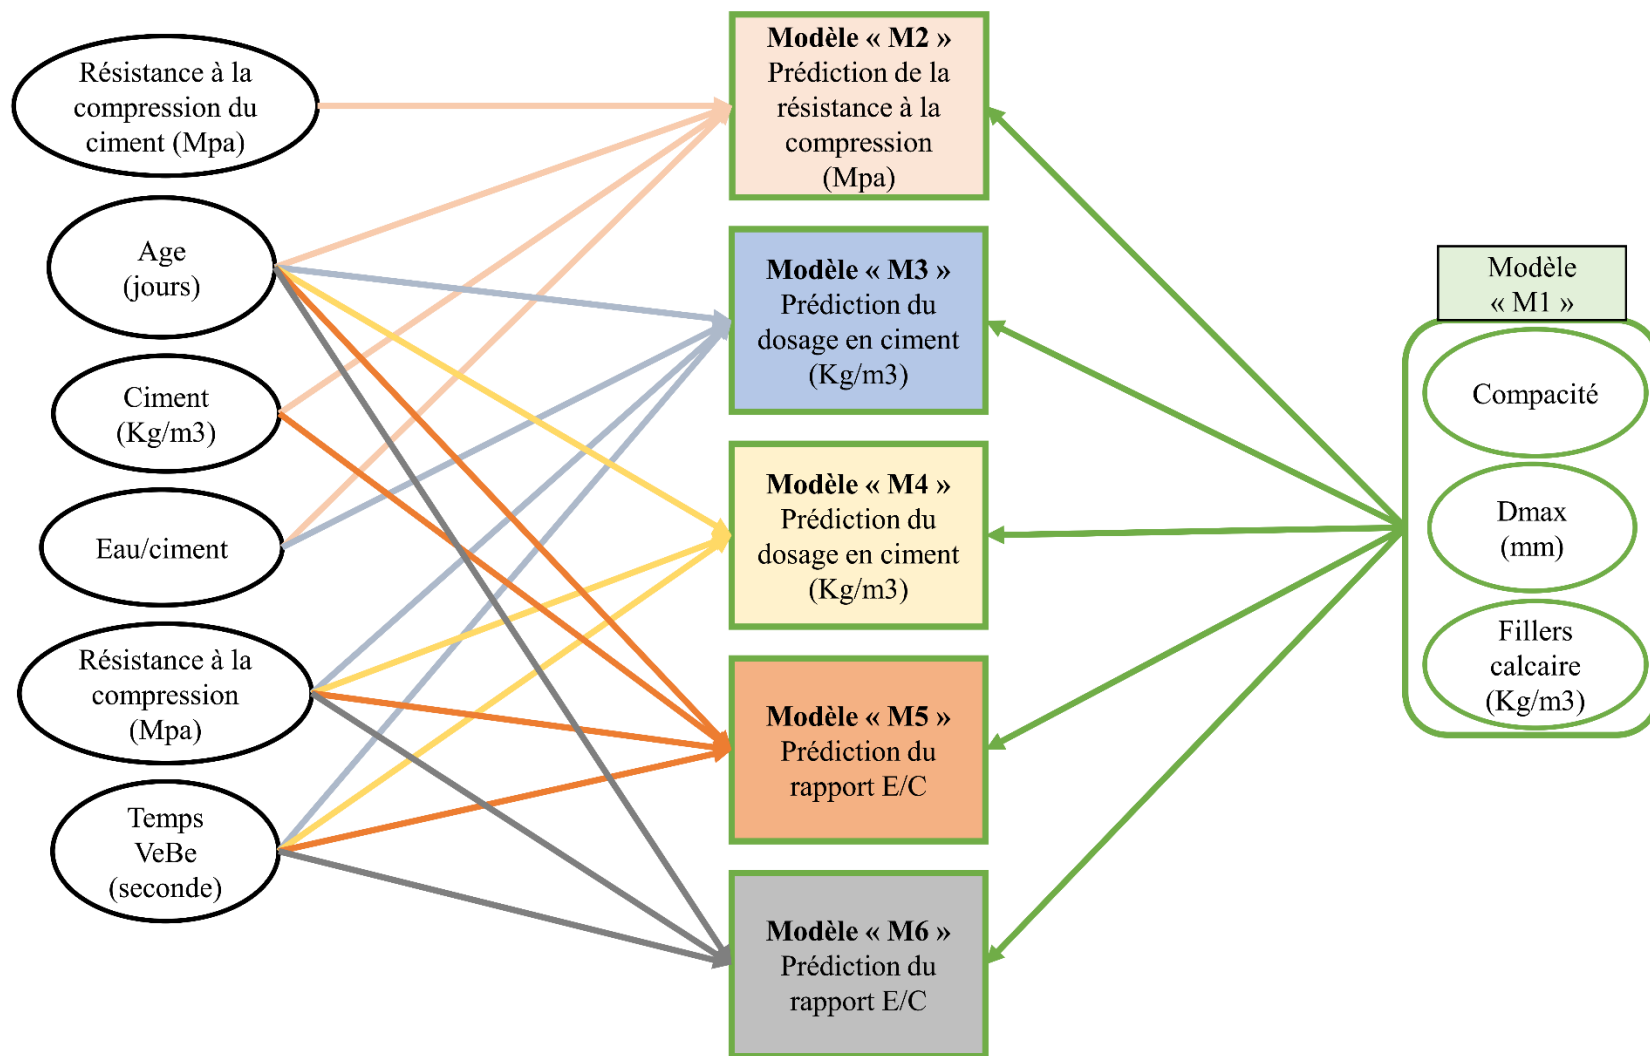 Résistance à la
compression du
ciment (Mpa)
Age
(jours)
Ciment
(Kg/m3)
Eau/ciment
Résistance à la
compression
(Mpa)
Temps
VeBe
(seconde)
Modèle « M2 »
Prédiction de la
résistance à la
compression
(Mpa)
Modèle « M3 »
Prédiction du
dosage en ciment
(Kg/m3)
Modèle « M4 »
Prédiction du
dosage en ciment
(Kg/m3)
Modèle « M5 »
Prédiction du
rapport E/C
Modèle « M6 »
Prédiction du
rapport E/C
Modèle
« M1 »
Compacité
Dmax
(mm)
Fillers
calcaire
(Kg/m3)